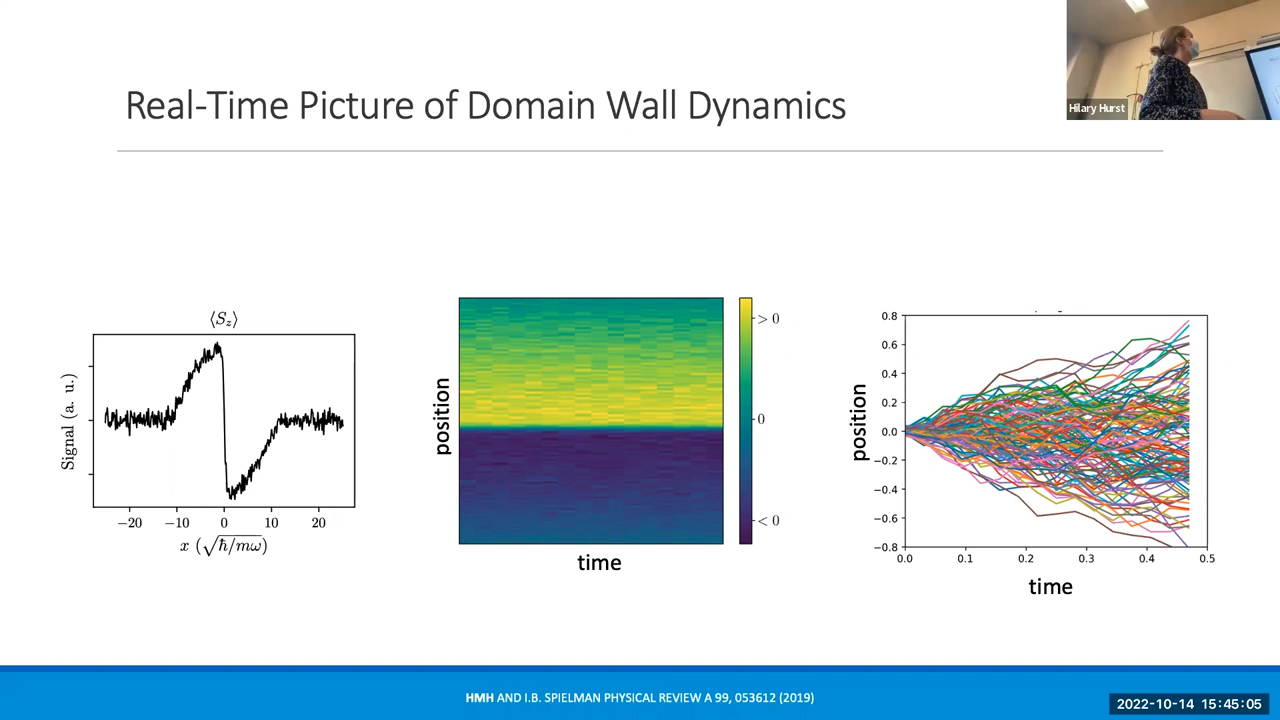 Hilary Hurst
Real-Time Picture of Domain Wall Dynamics
⟨S_z⟩
Signal (a. u.)
−20 −10 0 10 20
x (√ħ/mω)
position
time
> 0
0
< 0
position
0.8
0.6
0.4
0.2
0.0
−0.2
−0.4
−0.6
−0.8
0.0 0.1 0.2 0.3 0.4 0.5
time
HMH AND I.B. SPIELMAN PHYSICAL REVIEW A 99, 053612 (2019)
2022-10-14 15:45:05